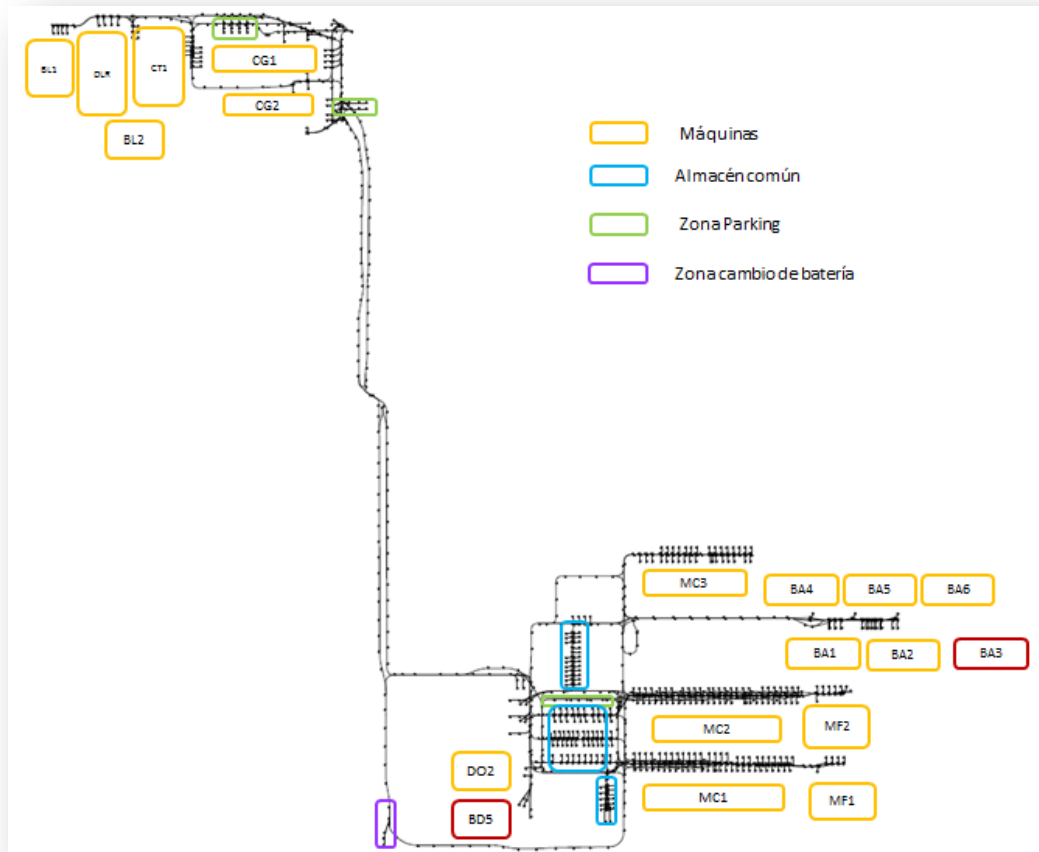 BL1
DLR
CT1
CG1
CG2
BL2
Máquinas
Almacén común
Zona Parking
Zona cambio de batería
MC3
BA4
BA5
BA6
BA1
BA2
BA3
MC2
MF2
DO2
MC1
MF1
BD5